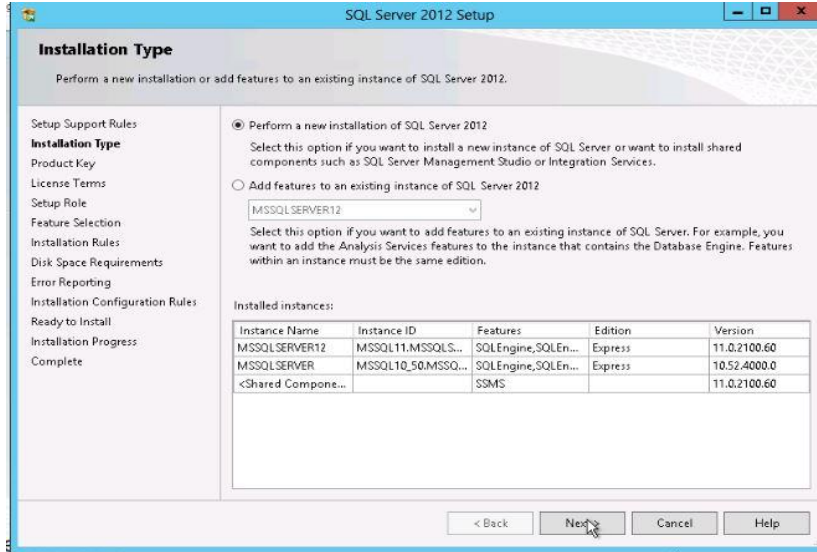 SQL Server 2012 Setup
Installation Type
Perform a new installation or add features to an existing instance of SQL Server 2012.
Setup Support Rules
Installation Type
Product Key
License Terms
Setup Role
Feature Selection
Installation Rules
Disk Space Requirements
Error Reporting
Installation Configuration Rules
Ready to Install
Installation Progress
Complete
Perform a new installation of SQL Server 2012
Select this option if you want to install a new instance of SQL Server or want to install shared
components such as SQL Server Management Studio or Integration Services.
Add features to an existing instance of SQL Server 2012
MSSQLSERVER12
Select this option if you want to add features to an existing instance of SQL Server. For example, you
want to add the Analysis Services features to the instance that contains the Database Engine. Features
within an instance must be the same edition.
Installed instances:
Instance Name Instance ID Features Edition Version
MSSQLSERVER12 MSSQL11.MSSQLS... SQLEngine,SQLEn... Express 11.0.2100.60
MSSQLSERVER MSSQL10_50.MSSQ... SQLEngine,SQLEn... Express 10.52.4000.0
<Shared Compone... SSMS 11.0.2100.60
< Back Next > Cancel Help